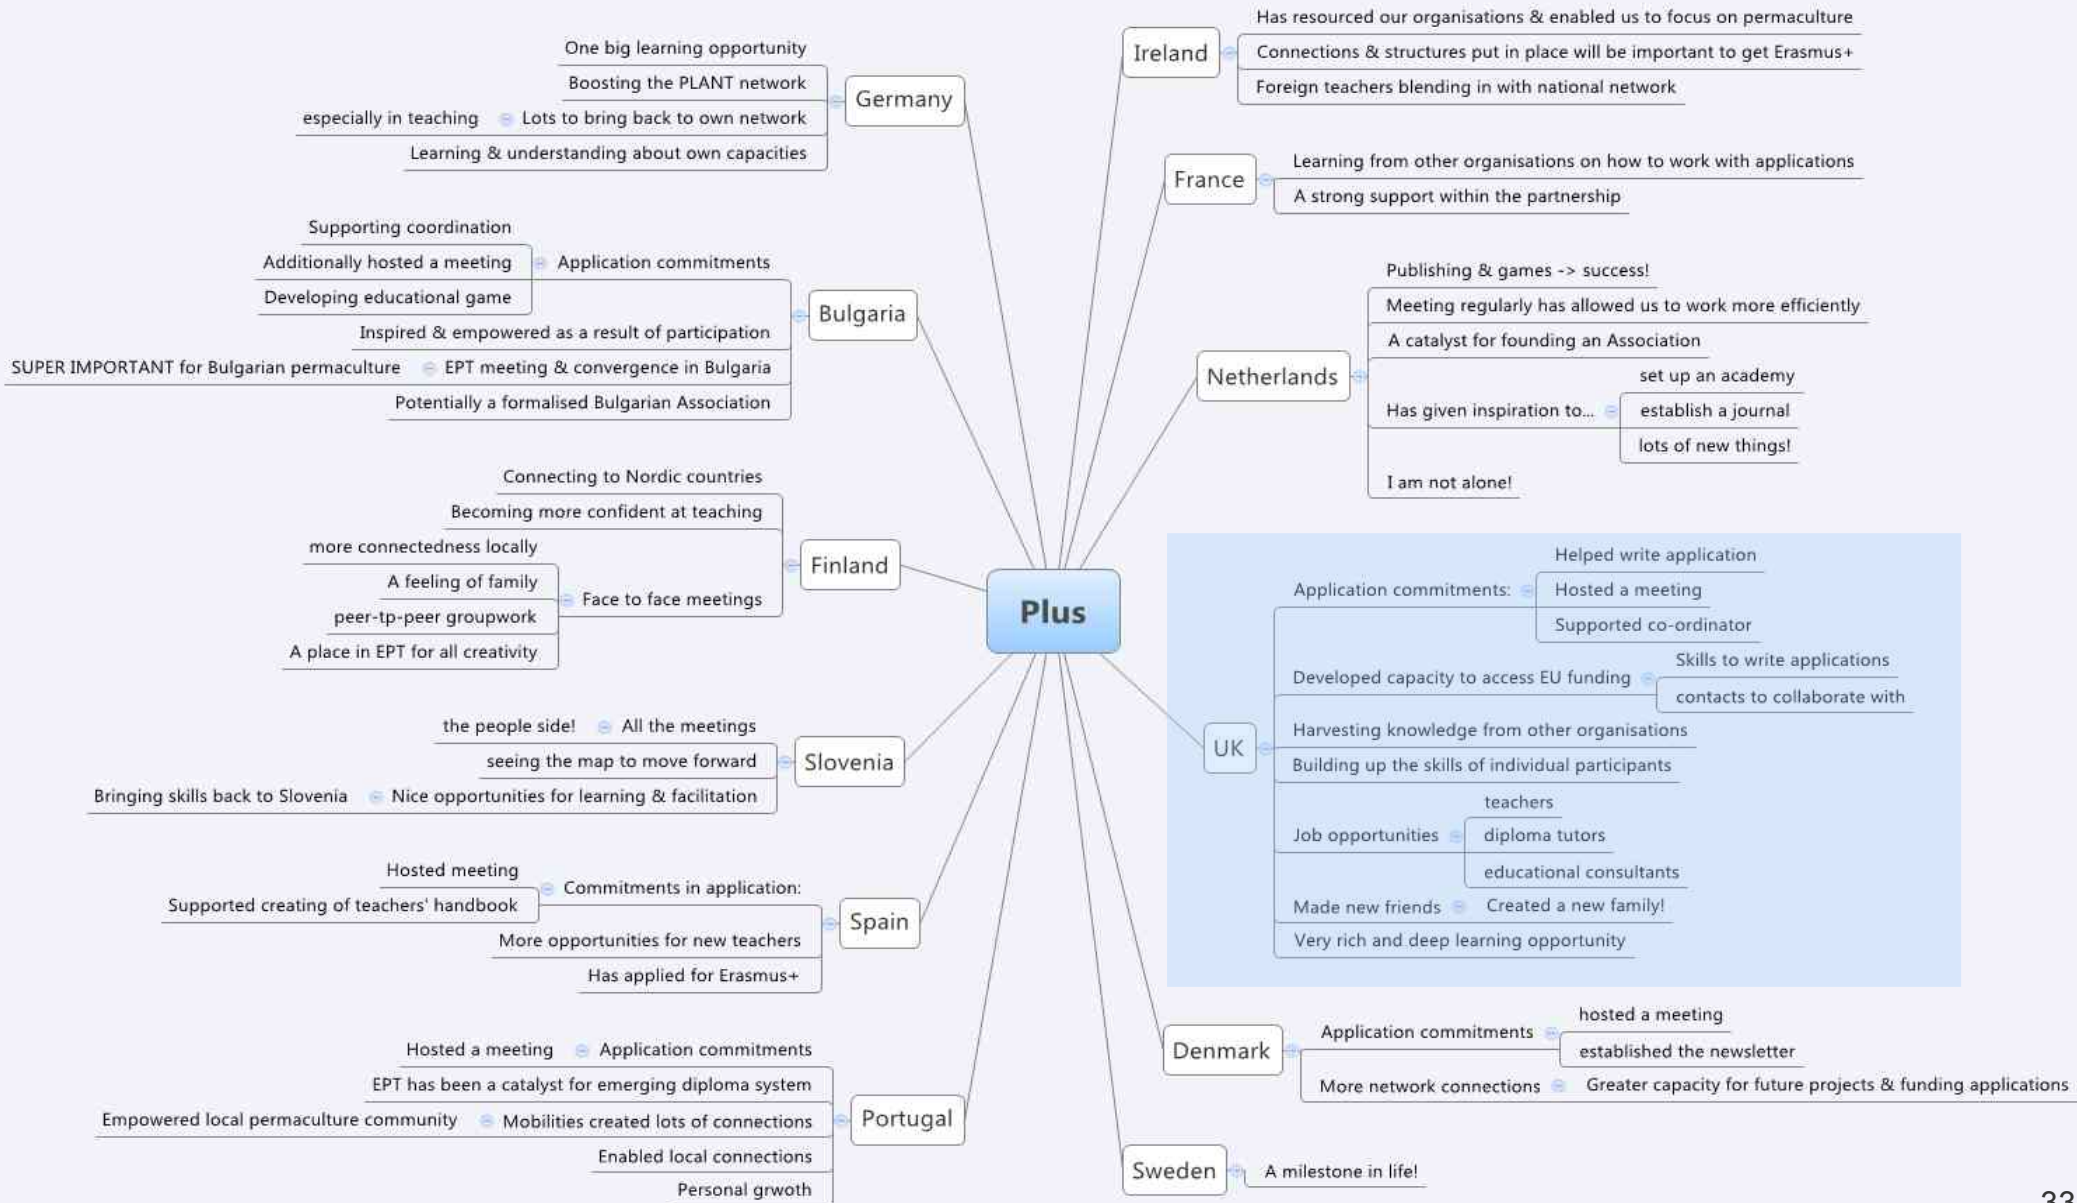 Plus
Germany
One big learning opportunity
Boosting the PLANT network
especially in teaching
Lots to bring back to own network
Learning & understanding about own capacities
Bulgaria
Supporting coordination
Additionally hosted a meeting
Application commitments
Developing educational game
Inspired & empowered as a result of participation
SUPER IMPORTANT for Bulgarian permaculture
EPT meeting & convergence in Bulgaria
Potentially a formalised Bulgarian Association
Finland
Connecting to Nordic countries
Becoming more confident at teaching
more connectedness locally
A feeling of family
Face to face meetings
peer-tp-peer groupwork
A place in EPT for all creativity
Slovenia
the people side!
All the meetings
seeing the map to move forward
Bringing skills back to Slovenia
Nice opportunities for learning & facilitation
Spain
Hosted meeting
Commitments in application:
Supported creating of teachers' handbook
More opportunities for new teachers
Has applied for Erasmus+
Portugal
Hosted a meeting
Application commitments
EPT has been a catalyst for emerging diploma system
Empowered local permaculture community
Mobilities created lots of connections
Enabled local connections
Personal grwoth
Ireland
Has resourced our organisations & enabled us to focus on permaculture
Connections & structures put in place will be important to get Erasmus+
Foreign teachers blending in with national network
France
Learning from other organisations on how to work with applications
A strong support within the partnership
Netherlands
Publishing & games -> success!
Meeting regularly has allowed us to work more efficiently
A catalyst for founding an Association
Has given inspiration to...
set up an academy
establish a journal
lots of new things!
I am not alone!
UK
Application commitments:
Helped write application
Hosted a meeting
Supported co-ordinator
Developed capacity to access EU funding
Skills to write applications
contacts to collaborate with
Harvesting knowledge from other organisations
Building up the skills of individual participants
Job opportunities
teachers
diploma tutors
educational consultants
Made new friends
Created a new family!
Very rich and deep learning opportunity
Denmark
Application commitments
hosted a meeting
established the newsletter
More network connections
Greater capacity for future projects & funding applications
Sweden
A milestone in life!
33